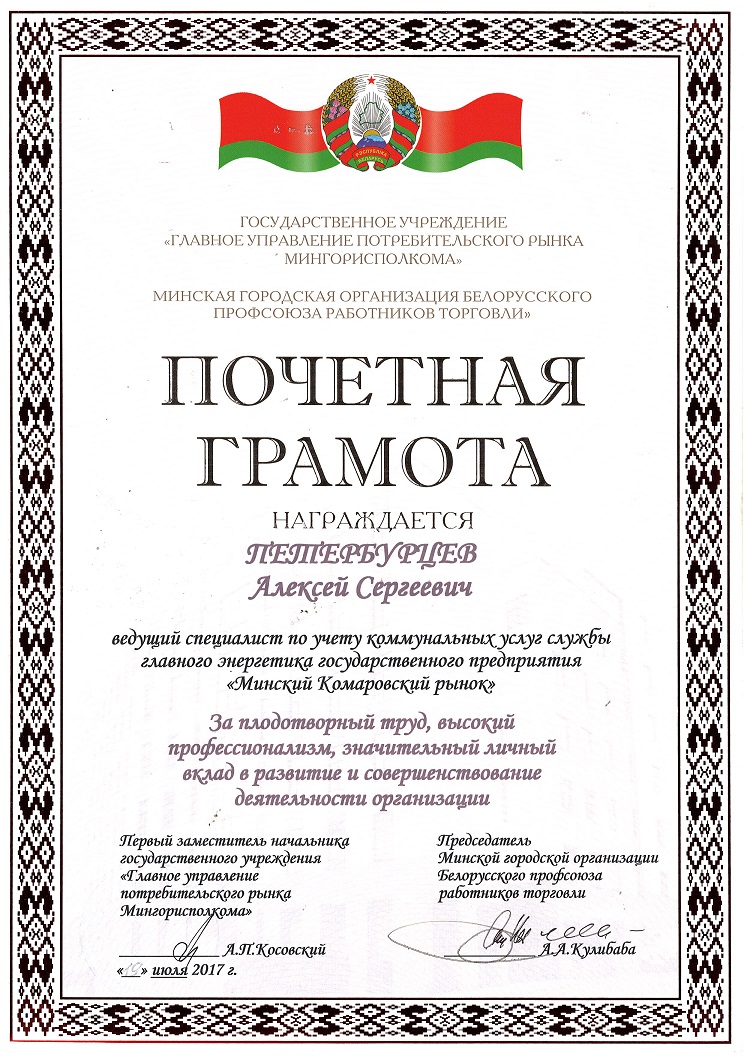 РЕСПУБЛИКА
БЕЛАРУСЬ
ГОСУДАРСТВЕННОЕ УЧРЕЖДЕНИЕ
«ГЛАВНОЕ УПРАВЛЕНИЕ ПОТРЕБИТЕЛЬСКОГО РЫНКА
МИНГОРИСПОЛКОМА»
МИНСКАЯ ГОРОДСКАЯ ОРГАНИЗАЦИЯ БЕЛОРУССКОГО
ПРОФСОЮЗА РАБОТНИКОВ ТОРГОВЛИ»
ПОЧЕТНАЯ
ГРАМОТА
НАГРАЖДАЕТСЯ
ПЕТЕРБУРЦЕВ
Алексей Сергеевич
ведущий специалист по учету коммунальных услуг службы
главного энергетика государственного предприятия
«Минский Комаровский рынок»
За плодотворный труд, высокий
профессионализм, значительный личный
вклад в развитие и совершенствование
деятельности организации
Первый заместитель начальника
государственного учреждения
«Главное управление
потребительского рынка
Мингорисполкома»
А.П.Косовский
«19» июля 2017 г.
Председатель
Минской городской организации
Белорусского профсоюза
работников торговли
А.А.Кулибаба